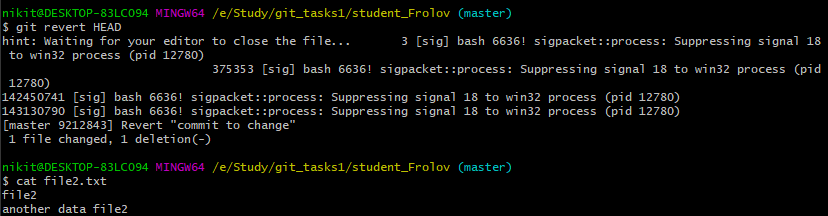 nikit@DESKTOP-83LCO94 MINGW64 /e/Study/git_tasks1/student_Frolov (master)
$ git revert HEAD
hint: Waiting for your editor to close the file...       3 [sig] bash 6636! sigpacket::process: Suppressing signal 18
 to win32 process (pid 12780)
                              375353 [sig] bash 6636! sigpacket::process: Suppressing signal 18 to win32 process (pid
 12780)
142450741 [sig] bash 6636! sigpacket::process: Suppressing signal 18 to win32 process (pid 12780)
143130790 [sig] bash 6636! sigpacket::process: Suppressing signal 18 to win32 process (pid 12780)
[master 9212843] Revert "commit to change"
 1 file changed, 1 deletion(-)
nikit@DESKTOP-83LCO94 MINGW64 /e/Study/git_tasks1/student_Frolov (master)
$ cat file2.txt
file2
another data file2